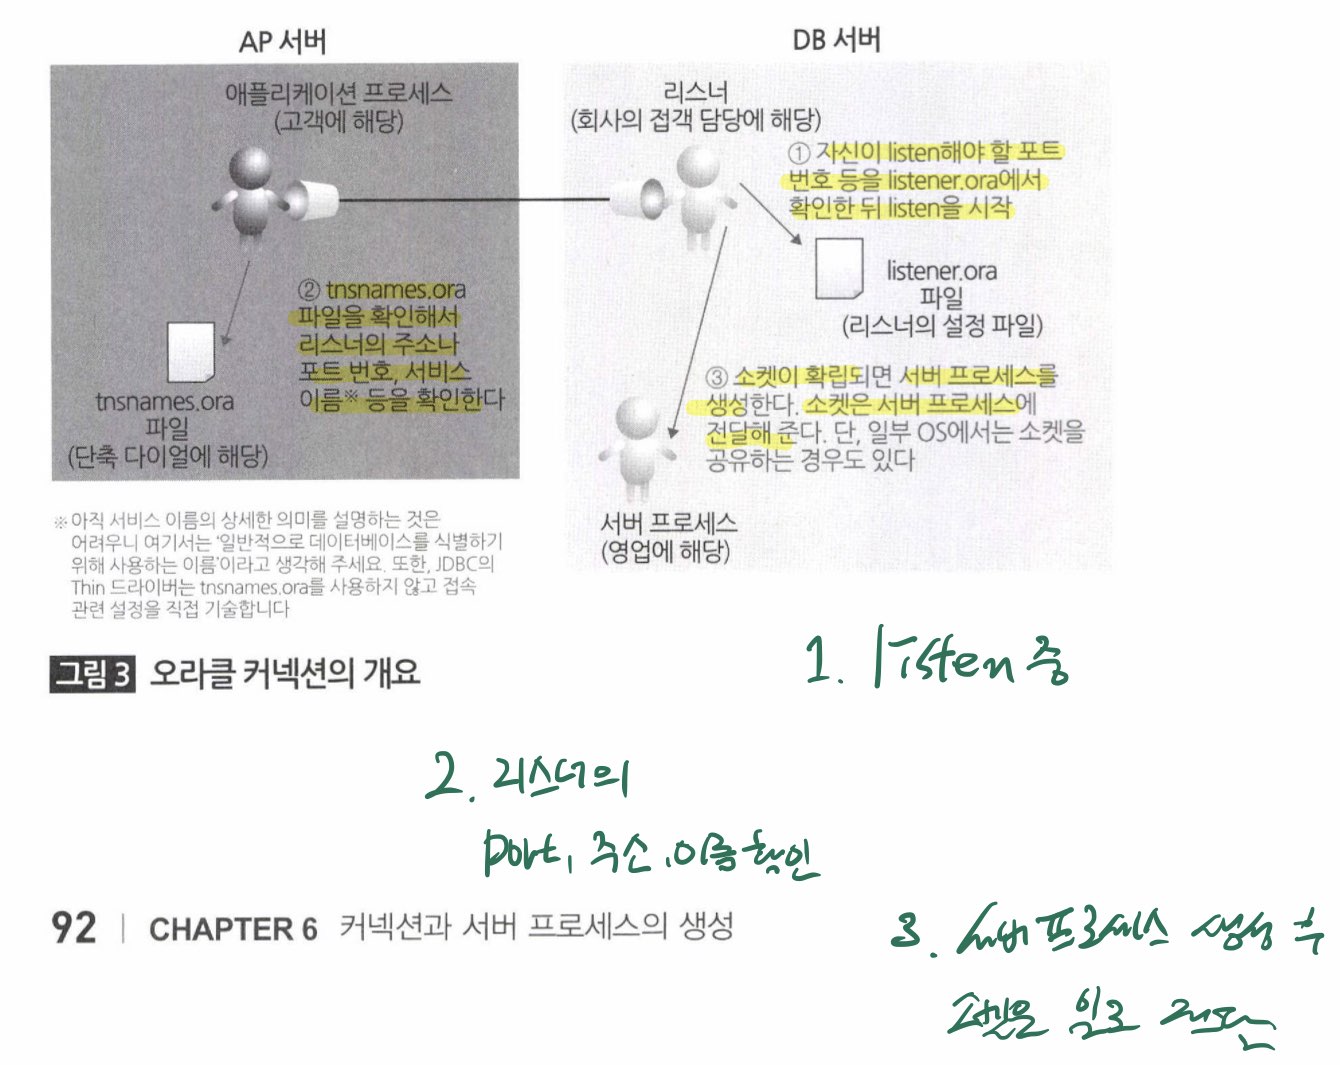 AP 서버
애플리케이션 프로세스
(고객에 해당)
② tnsnames.ora
파일을 확인해서
리스너의 주소나
포트 번호, 서비스
이름※ 등을 확인한다
tnsnames.ora
파일
(단축 다이얼에 해당)
DB 서버
리스너
(회사의 접객 담당에 해당)
① 자신이 listen해야 할 포트
번호 등을 listener.ora에서
확인한 뒤 listen을 시작
listener.ora
파일
(리스너의 설정 파일)
③ 소켓이 확립되면 서버 프로세스를
생성한다. 소켓은 서버 프로세스에
전달해 준다. 단, 일부 OS에서는 소켓을
공유하는 경우도 있다
서버 프로세스
(영업에 해당)
※ 아직 서비스 이름의 상세한 의미를 설명하는 것은
어려우니 여기서는 '일반적으로 데이터베이스를 식별하기
위해 사용하는 이름'이라고 생각해 주세요. 또한, JDBC의
Thin 드라이버는 tnsnames.ora를 사용하지 않고 접속
관련 설정을 직접 기술합니다
그림 3 오라클 커넥션의 개요
1. listen 중
2. 리스너의
port, 주소, 이름 확인
92 | CHAPTER 6 커넥션과 서버 프로세스의 생성
3. 서버 프로세스 생성 후
소켓을 일로